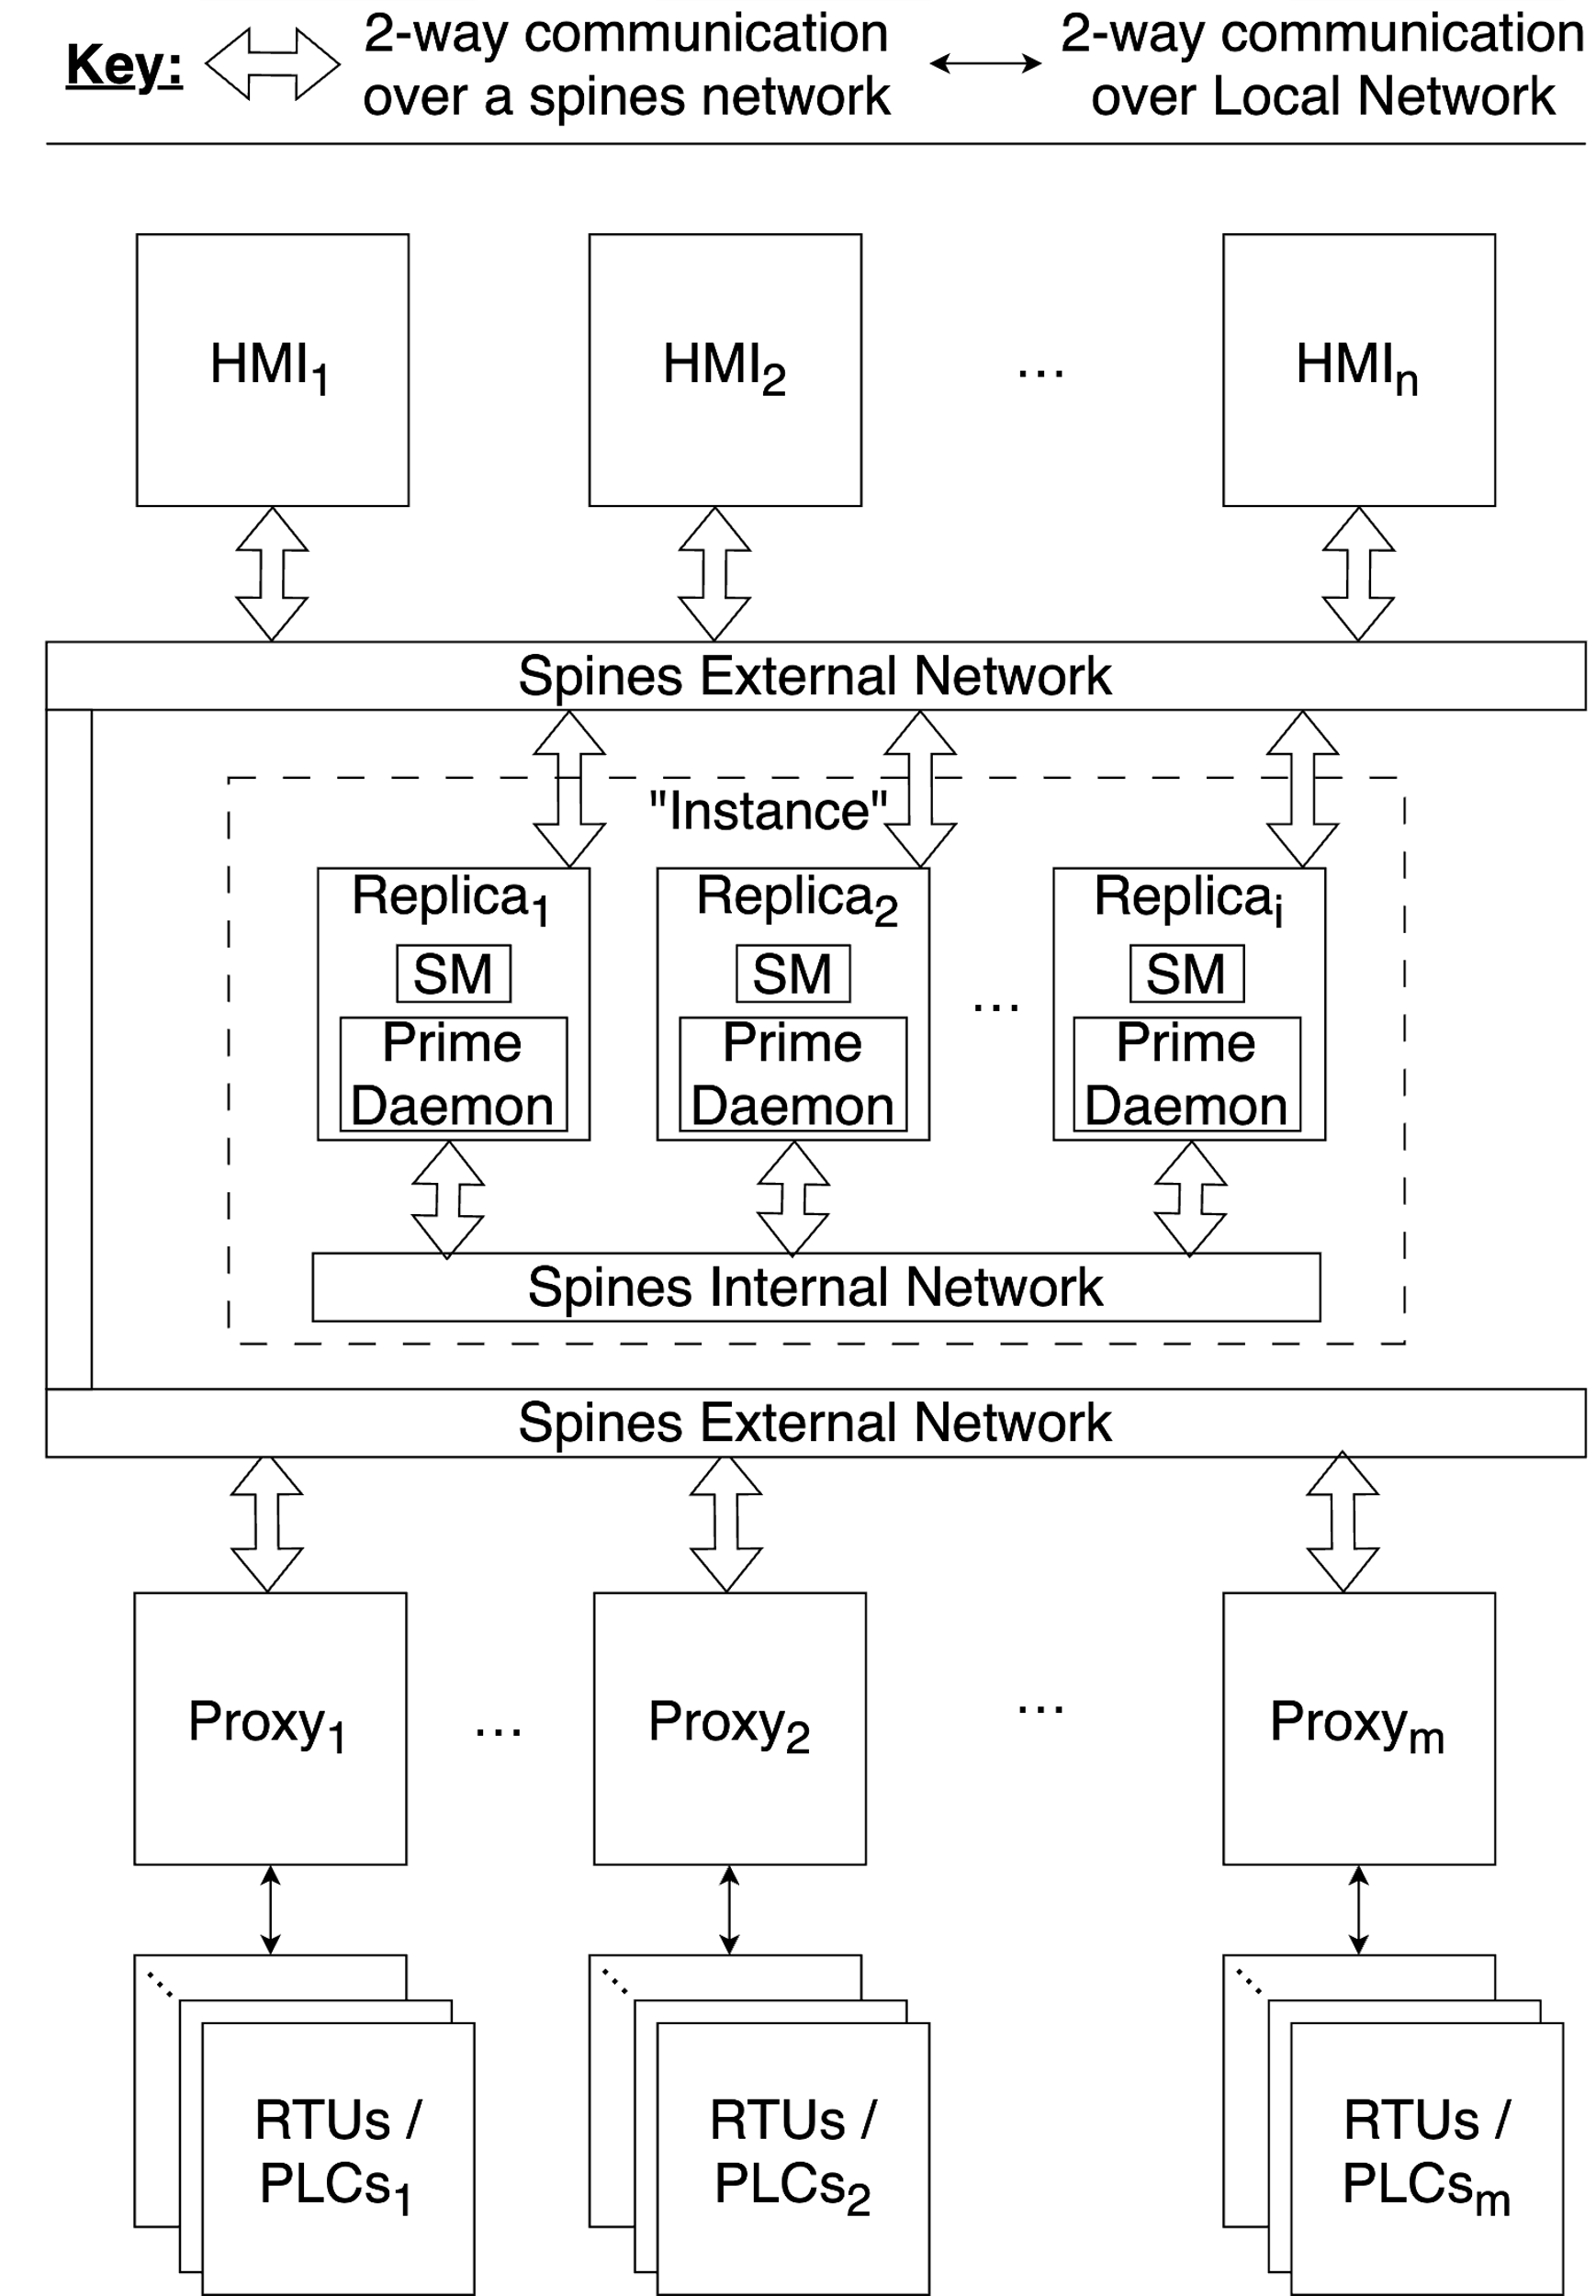 Key:
2-way communication
over a spines network
2-way communication
over Local Network
HMI1
HMI2
...
HMIn
Spines External Network
"Instance"
Replica1
SM
Prime
Daemon
Replica2
SM
Prime
Daemon
...
Replicai
SM
Prime
Daemon
Spines Internal Network
Spines External Network
Proxy1
...
Proxy2
...
Proxym
RTUs /
PLCs1
RTUs /
PLCs2
RTUs /
PLCsm